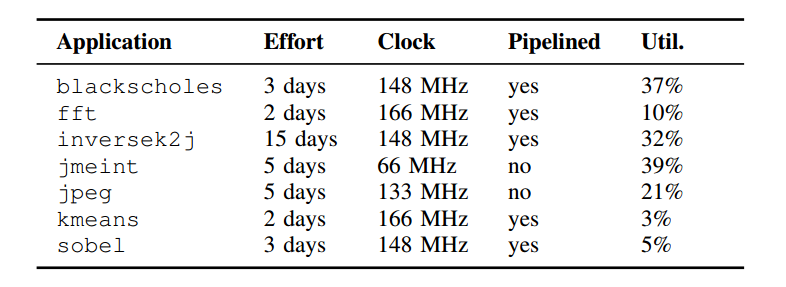 Application Effort Clock Pipelined Util.
blackscholes 3 days 148 MHz yes 37%
fft 2 days 166 MHz yes 10%
inversek2j 15 days 148 MHz yes 32%
jmeint 5 days 66 MHz no 39%
jpeg 5 days 133 MHz no 21%
kmeans 2 days 166 MHz yes 3%
sobel 3 days 148 MHz yes 5%